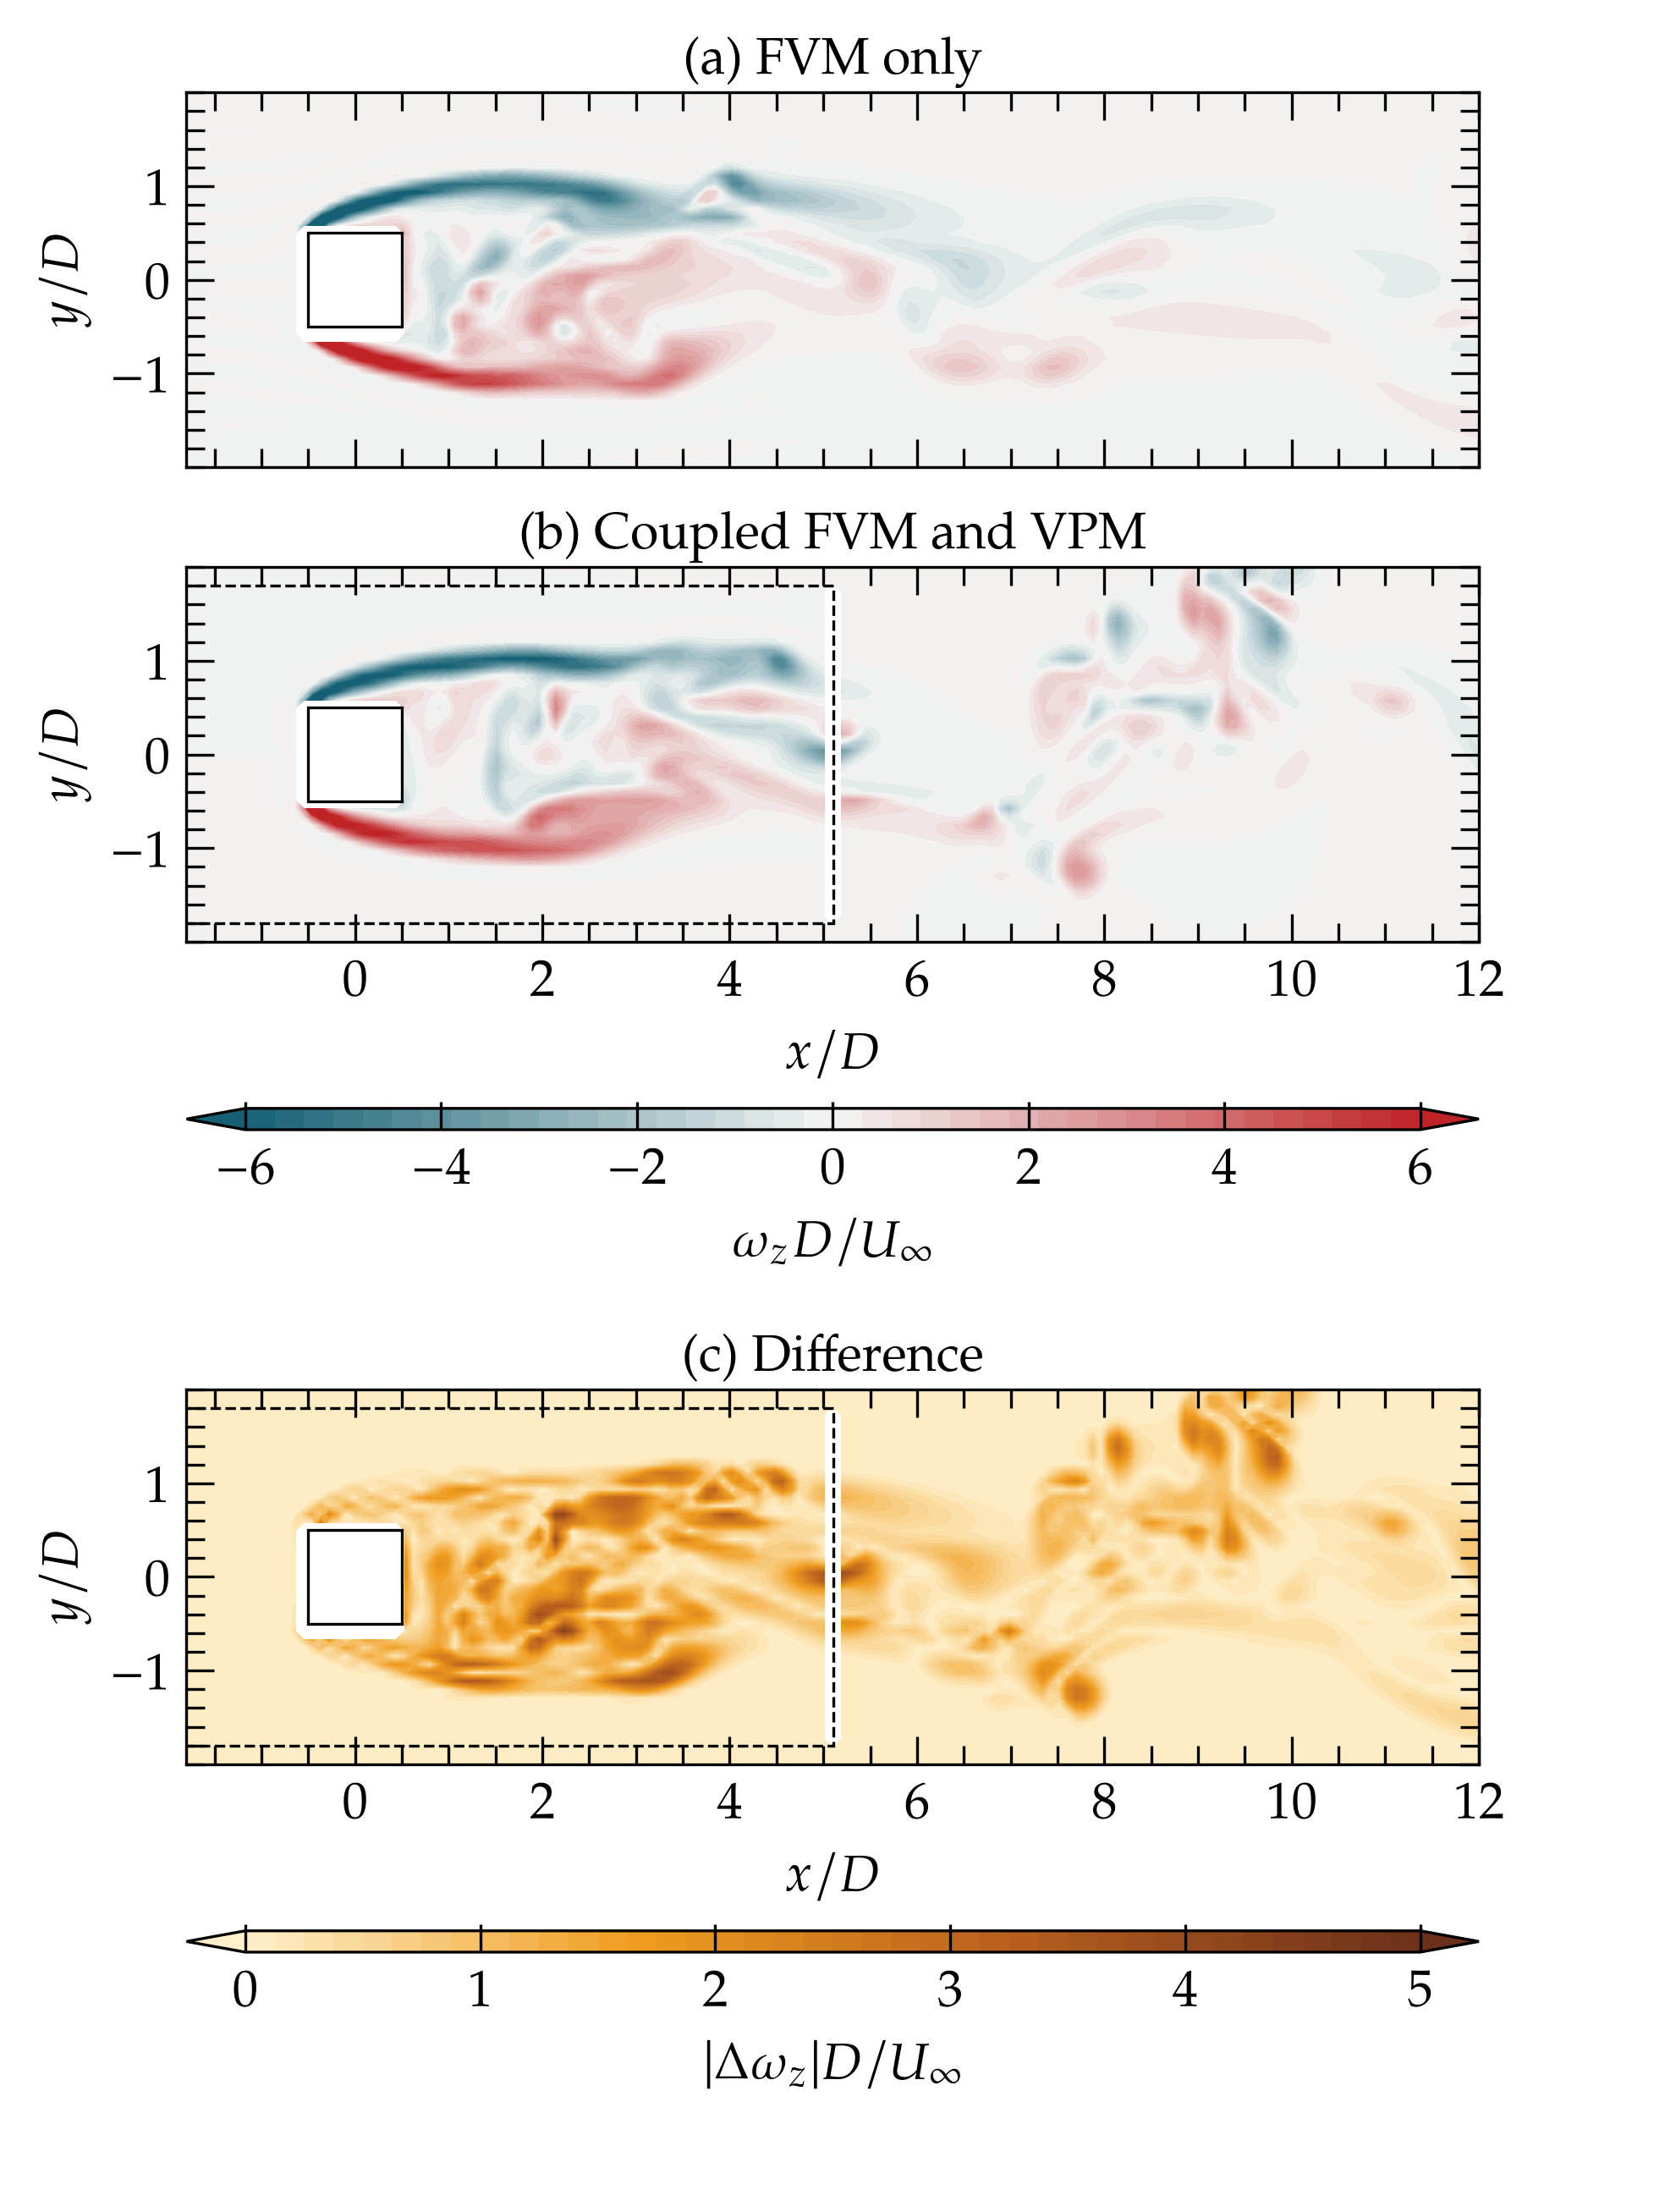 (a) FVM only
1
0
−1
y/D
(b) Coupled FVM and VPM
1
0
−1
y/D
0 2 4 6 8 10 12
x/D
−6 −4 −2 0 2 4 6
ω_z D/U_∞
(c) Difference
1
0
−1
y/D
0 2 4 6 8 10 12
x/D
0 1 2 3 4 5
|Δω_z|D/U_∞